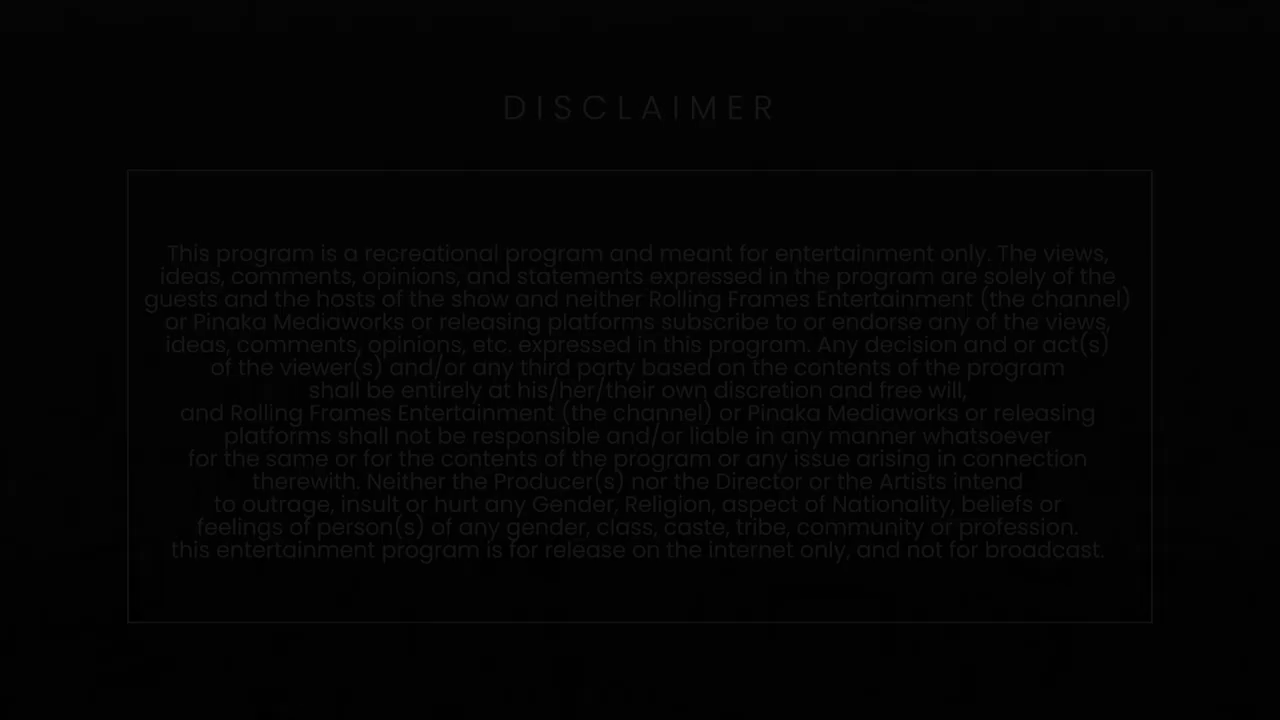 DISCLAIMER
This program is a recreational program and meant for entertainment only. The views,
ideas, comments, opinions, and statements expressed in the program are solely of the
guests and the hosts of the show and neither Rolling Frames Entertainment (the channel)
or Pinaka Mediaworks or releasing platforms subscribe to or endorse any of the views,
ideas, comments, opinions, etc. expressed in this program. Any decision and or act(s)
of the viewer(s) and/or any third party based on the contents of the program
shall be entirely at his/her/their own discretion and free will,
and Rolling Frames Entertainment (the channel) or Pinaka Mediaworks or releasing
platforms shall not be responsible and/or liable in any manner whatsoever
for the same or for the contents of the program or any issue arising in connection
therewith. Neither the Producer(s) nor the Director or the Artists intend
to outrage, insult or hurt any Gender, Religion, aspect of Nationality, beliefs or
feelings of person(s) of any gender, class, caste, tribe, community or profession.
this entertainment program is for release on the internet only, and not for broadcast.